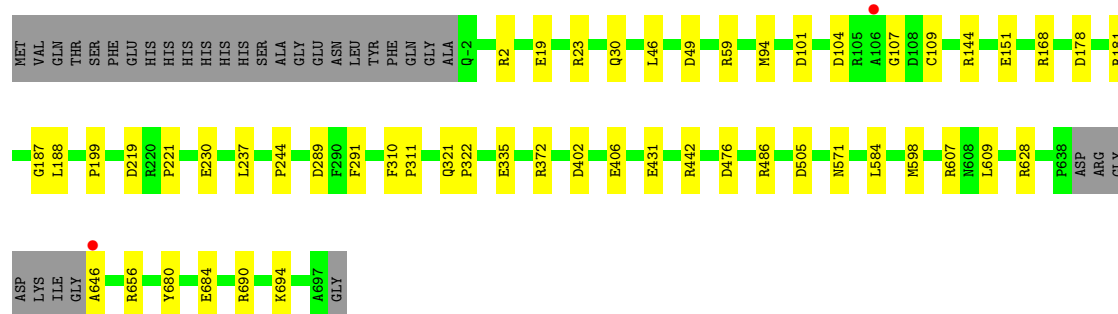 MET VAL GLN THR SER PHE GLU HIS HIS HIS HIS HIS HIS SER ALA GLY GLU ASN LEU TYR PHE GLN GLY ALA Q-2 R2 E19 R23 Q30 L46 D49 R59 M94 D101 D104 R105 A106 G107 D108 C109 R144 E151 R168 D178 R181
G187 L188 P199 D219 R220 P221 E230 L237 P244 D289 F290 F291 F310 P311 Q321 P322 E335 R372 D402 E406 E431 R442 D476 R486 D505 N571 L584 M598 R607 N608 L609 R628 P638 ASP ARG GLY
ASP LYS ILE GLY A646 R656 Y680 E684 R690 K694 A697 GLY